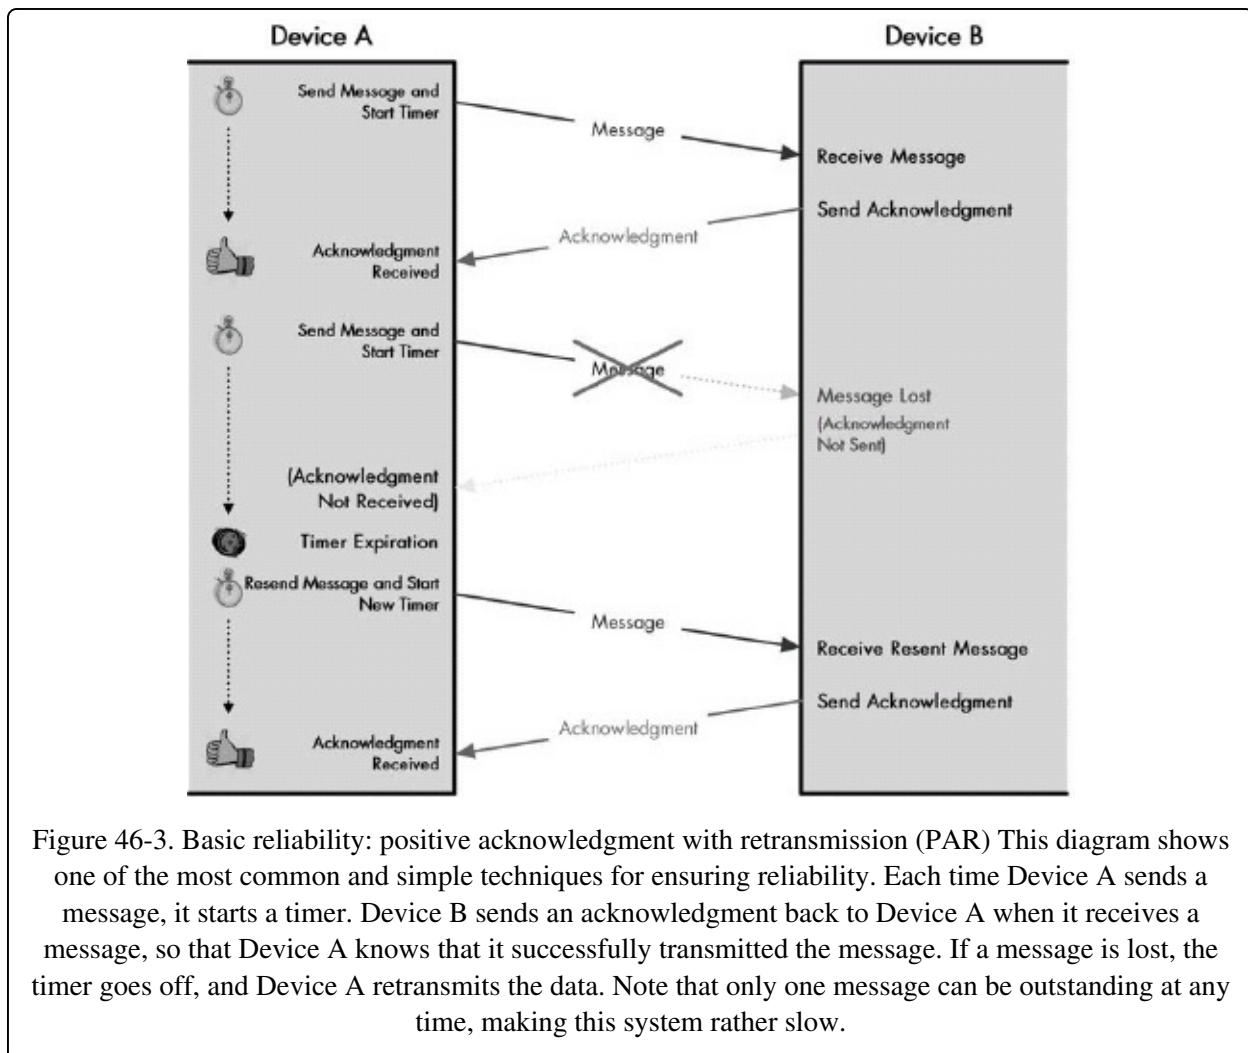 Device A
Device B
Send Message and
Start Timer
Message
Receive Message
Send Acknowledgment
Acknowledgment
Acknowledgment
Received
Send Message and
Start Timer
Message
Message Lost
(Acknowledgment
Not Sent)
(Acknowledgment
Not Received)
Timer Expiration
Resend Message and Start
New Timer
Message
Receive Resent Message
Send Acknowledgment
Acknowledgment
Acknowledgment
Received
Figure 46-3. Basic reliability: positive acknowledgment with retransmission (PAR) This diagram shows
one of the most common and simple techniques for ensuring reliability. Each time Device A sends a
message, it starts a timer. Device B sends an acknowledgment back to Device A when it receives a
message, so that Device A knows that it successfully transmitted the message. If a message is lost, the
timer goes off, and Device A retransmits the data. Note that only one message can be outstanding at any
time, making this system rather slow.